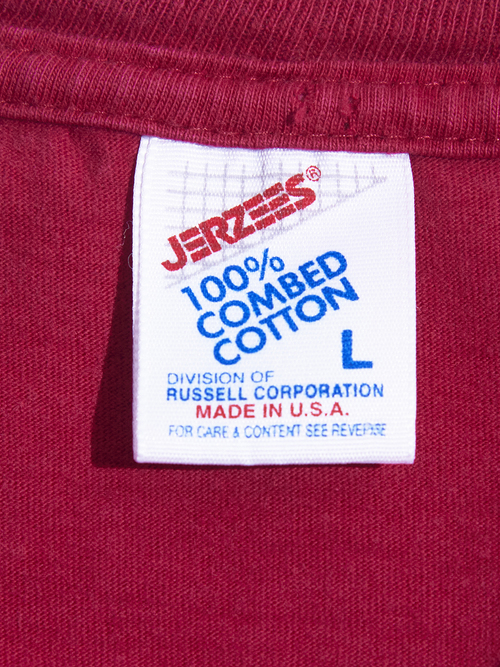 JERZEES®
100%
COMBED
COTTON
L
DIVISION OF
RUSSELL CORPORATION
MADE IN U.S.A.
FOR CARE & CONTENT SEE REVERSE